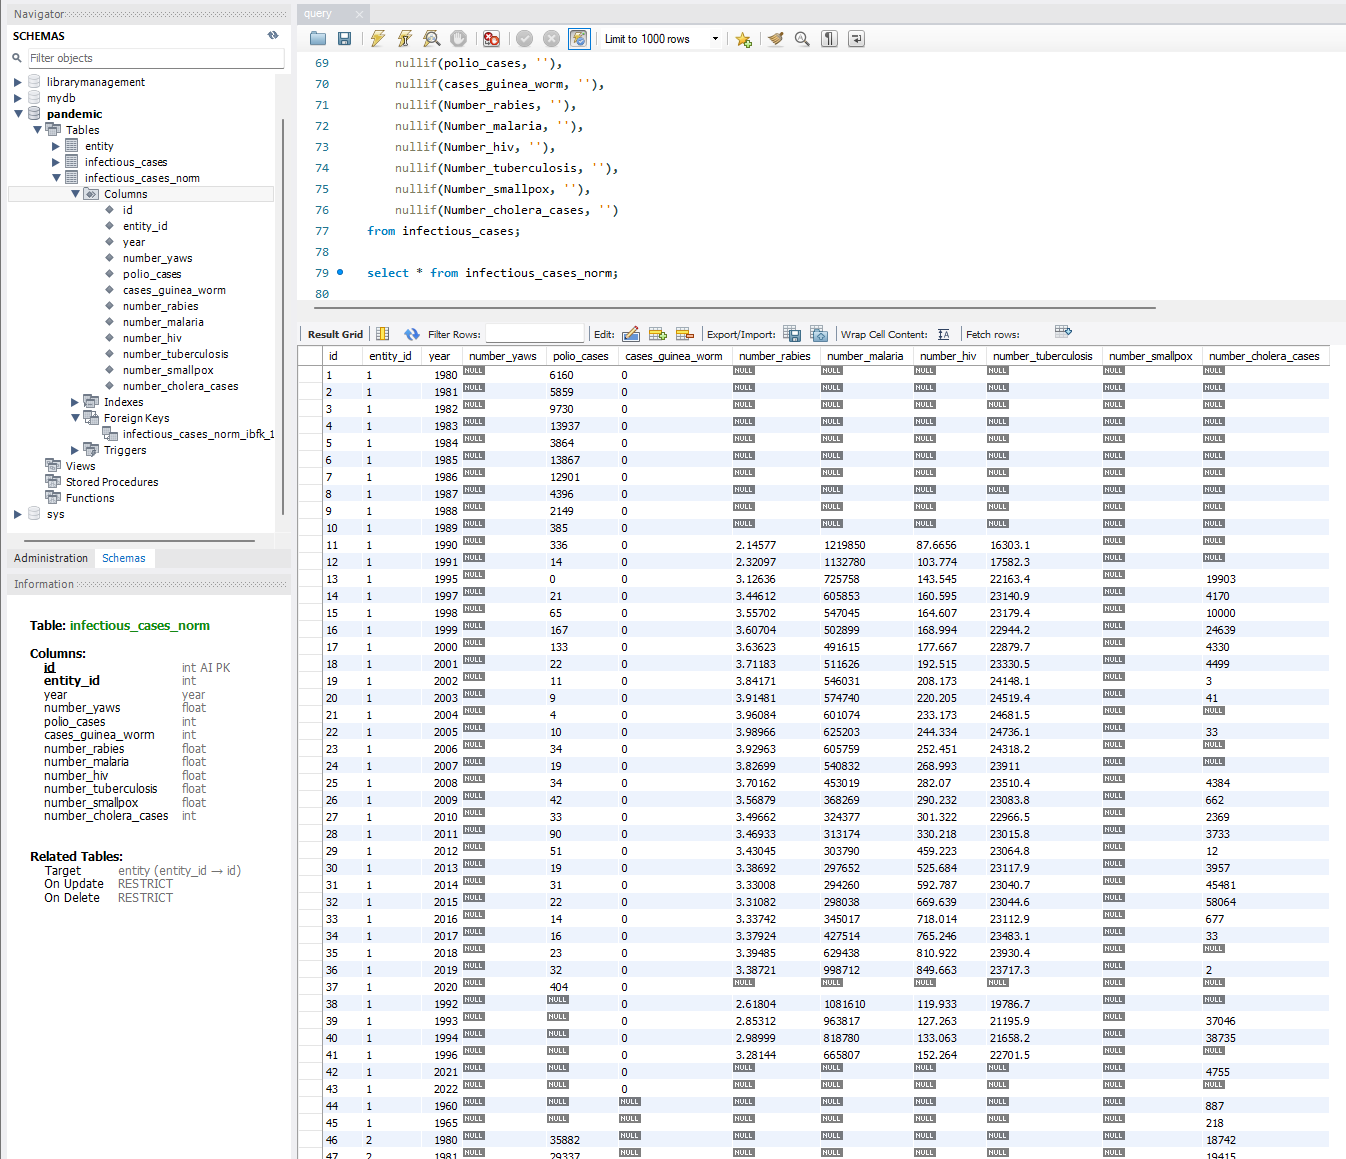 Navigator
SCHEMAS
Filter objects
librarymanagement
mydb
pandemic
Tables
entity
infectious_cases
infectious_cases_norm
Columns
id
entity_id
year
number_yaws
polio_cases
cases_guinea_worm
number_rabies
number_malaria
number_hiv
number_tuberculosis
number_smallpox
number_cholera_cases
Indexes
Foreign Keys
infectious_cases_norm_ibfk_1
Triggers
Views
Stored Procedures
Functions
sys
Administration Schemas
Information
Table: infectious_cases_norm
Columns:
id int AI PK
entity_id int
year year
number_yaws float
polio_cases int
cases_guinea_worm int
number_rabies float
number_malaria float
number_hiv float
number_tuberculosis float
number_smallpox float
number_cholera_cases int
Related Tables:
Target entity (entity_id → id)
On Update RESTRICT
On Delete RESTRICT
query
Limit to 1000 rows
69 nullif(polio_cases, ''),
70 nullif(cases_guinea_worm, ''),
71 nullif(Number_rabies, ''),
72 nullif(Number_malaria, ''),
73 nullif(Number_hiv, ''),
74 nullif(Number_tuberculosis, ''),
75 nullif(Number_smallpox, ''),
76 nullif(Number_cholera_cases, '')
77 from infectious_cases;
78
79 select * from infectious_cases_norm;
80
Result Grid Filter Rows: Edit: Export/Import: Wrap Cell Content: Fetch rows:
id entity_id year number_yaws polio_cases cases_guinea_worm number_rabies number_malaria number_hiv number_tuberculosis number_smallpox number_cholera_cases
1 1 1980 NULL 6160 0 NULL NULL NULL NULL NULL NULL
2 1 1981 NULL 5859 0 NULL NULL NULL NULL NULL NULL
3 1 1982 NULL 9730 0 NULL NULL NULL NULL NULL NULL
4 1 1983 NULL 13937 0 NULL NULL NULL NULL NULL NULL
5 1 1984 NULL 3864 0 NULL NULL NULL NULL NULL NULL
6 1 1985 NULL 13867 0 NULL NULL NULL NULL NULL NULL
7 1 1986 NULL 12901 0 NULL NULL NULL NULL NULL NULL
8 1 1987 NULL 4396 0 NULL NULL NULL NULL NULL NULL
9 1 1988 NULL 2149 0 NULL NULL NULL NULL NULL NULL
10 1 1989 NULL 385 0 NULL NULL NULL NULL NULL NULL
11 1 1990 NULL 336 0 2.14577 1219850 87.6656 16303.1 NULL NULL
12 1 1991 NULL 14 0 2.32097 1132780 103.774 17582.3 NULL NULL
13 1 1995 NULL 0 0 3.12636 725758 143.545 22163.4 NULL 19903
14 1 1997 NULL 21 0 3.44612 605853 160.595 23140.9 NULL 4170
15 1 1998 NULL 65 0 3.55702 547045 164.607 23179.4 NULL 10000
16 1 1999 NULL 167 0 3.60704 502899 168.994 22944.2 NULL 24639
17 1 2000 NULL 133 0 3.63623 491615 177.667 22879.7 NULL 4330
18 1 2001 NULL 22 0 3.71183 511626 192.515 23330.5 NULL 4499
19 1 2002 NULL 11 0 3.84171 546031 208.173 24148.1 NULL 3
20 1 2003 NULL 9 0 3.91481 574740 220.205 24519.4 NULL 41
21 1 2004 NULL 4 0 3.96084 601074 233.173 24681.5 NULL NULL
22 1 2005 NULL 10 0 3.98966 625203 244.334 24736.1 NULL 33
23 1 2006 NULL 34 0 3.92963 605759 252.451 24318.2 NULL NULL
24 1 2007 NULL 19 0 3.82699 540832 268.993 23911 NULL NULL
25 1 2008 NULL 34 0 3.70162 453019 282.07 23510.4 NULL 4384
26 1 2009 NULL 42 0 3.56879 368269 290.232 23083.8 NULL 662
27 1 2010 NULL 33 0 3.49662 324377 301.322 22966.5 NULL 2369
28 1 2011 NULL 90 0 3.46933 313174 330.218 23015.8 NULL 3733
29 1 2012 NULL 51 0 3.43045 303790 459.223 23064.8 NULL 12
30 1 2013 NULL 19 0 3.38692 297652 525.684 23117.9 NULL 3957
31 1 2014 NULL 31 0 3.33008 294260 592.787 23040.7 NULL 45481
32 1 2015 NULL 22 0 3.31082 298038 669.639 23044.6 NULL 58064
33 1 2016 NULL 14 0 3.33742 345017 718.014 23112.9 NULL 677
34 1 2017 NULL 16 0 3.37924 427514 765.246 23483.1 NULL 33
35 1 2018 NULL 23 0 3.39485 629438 810.922 23930.4 NULL NULL
36 1 2019 NULL 32 0 3.38721 998712 849.663 23717.3 NULL 2
37 1 2020 NULL 404 0 NULL NULL NULL NULL NULL NULL
38 1 1992 NULL NULL 0 2.61804 1081610 119.933 19786.7 NULL NULL
39 1 1993 NULL NULL 0 2.85312 963817 127.263 21195.9 NULL 37046
40 1 1994 NULL NULL 0 2.98999 818780 133.063 21658.2 NULL 38735
41 1 1996 NULL NULL 0 3.28144 665807 152.264 22701.5 NULL NULL
42 1 2021 NULL NULL 0 NULL NULL NULL NULL NULL 4755
43 1 2022 NULL NULL 0 NULL NULL NULL NULL NULL NULL
44 1 1960 NULL NULL NULL NULL NULL NULL NULL NULL 887
45 1 1965 NULL NULL NULL NULL NULL NULL NULL NULL 218
46 2 1980 NULL 35882 NULL NULL NULL NULL NULL NULL 18742
47 2 1981 NULL 29337 NULL NULL NULL NULL NULL NULL 19415